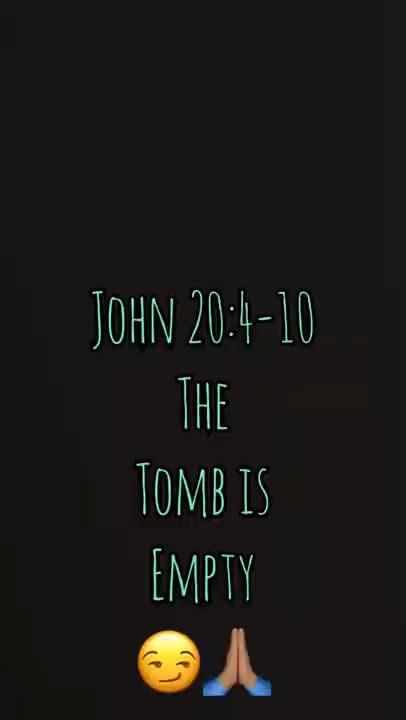 John 20:4-10
The
Tomb is
Empty
😏🙏🏽